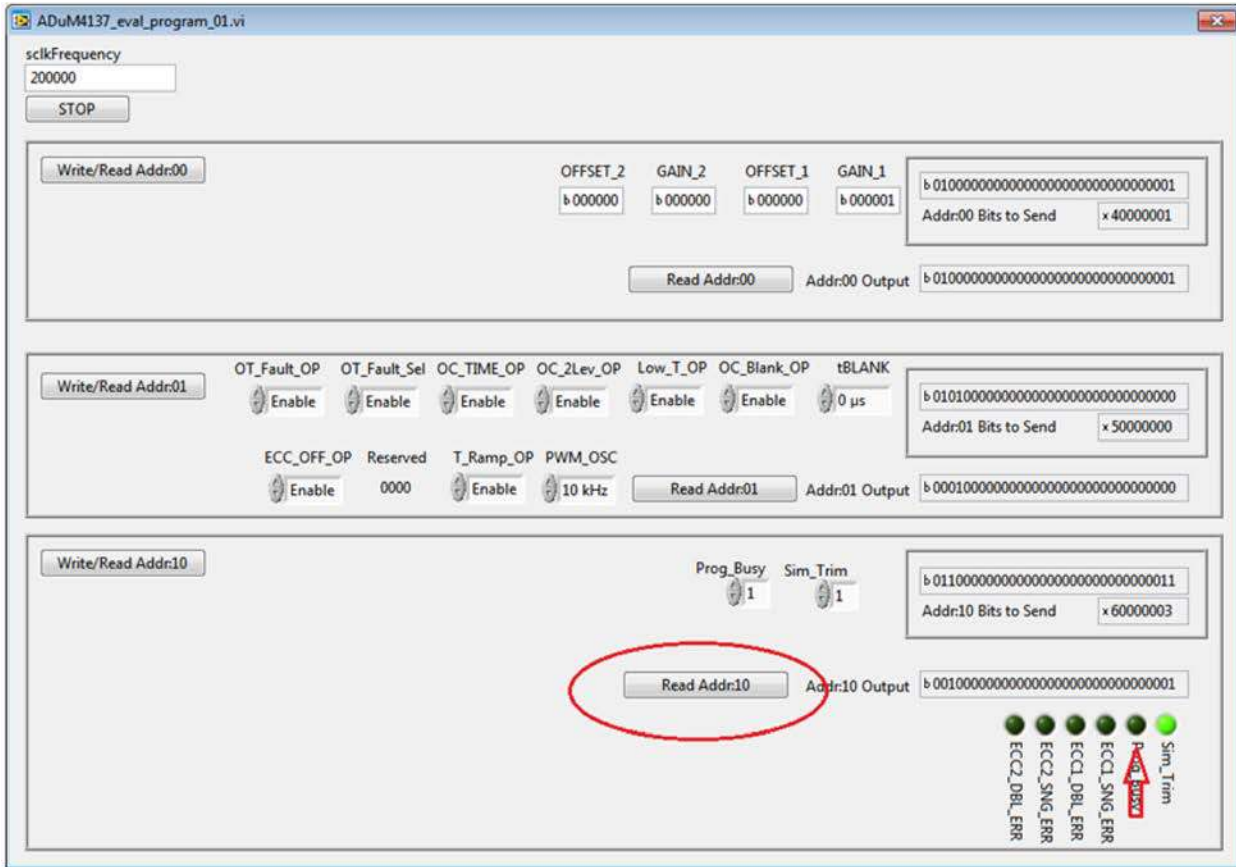 ADuM4137_eval_program_01.vi
sclkFrequency
200000
STOP
Write/Read Addr:00
OFFSET_2 GAIN_2 OFFSET_1 GAIN_1
b 000000 b 000000 b 000000 b 000001
b 01000000000000000000000000000001
Addr:00 Bits to Send x 40000001
Read Addr:00 Addr:00 Output b 01000000000000000000000000000001
Write/Read Addr:01
OT_Fault_OP OT_Fault_Sel OC_TIME_OP OC_2Lev_OP Low_T_OP OC_Blank_OP tBLANK
Enable Enable Enable Enable Enable Enable 0 µs
b 01010000000000000000000000000000
Addr:01 Bits to Send x 50000000
ECC_OFF_OP Reserved T_Ramp_OP PWM_OSC
Enable 0000 Enable 10 kHz Read Addr:01 Addr:01 Output b 00010000000000000000000000000000
Write/Read Addr:10
Prog_Busy Sim_Trim
1 1
b 01100000000000000000000000000011
Addr:10 Bits to Send x 60000003
Read Addr:10 Addr:10 Output b 00100000000000000000000000000001
ECC2_DBL_ERR
ECC2_SNG_ERR
ECC1_DBL_ERR
ECC1_SNG_ERR
Prog_Busy
Sim_Trim